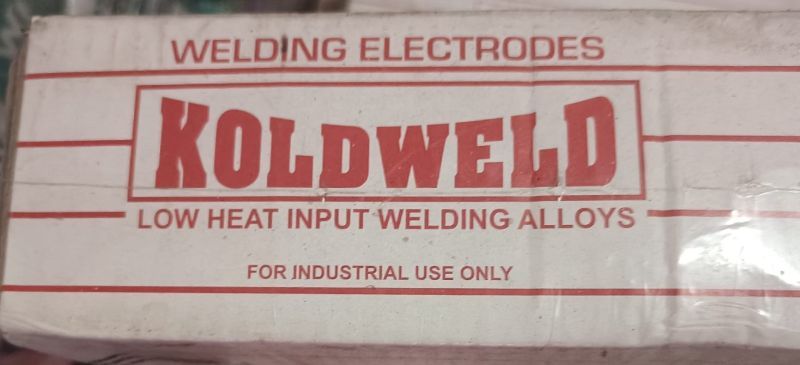 WELDING ELECTRODES
KOLDWELD
LOW HEAT INPUT WELDING ALLOYS
FOR INDUSTRIAL USE ONLY